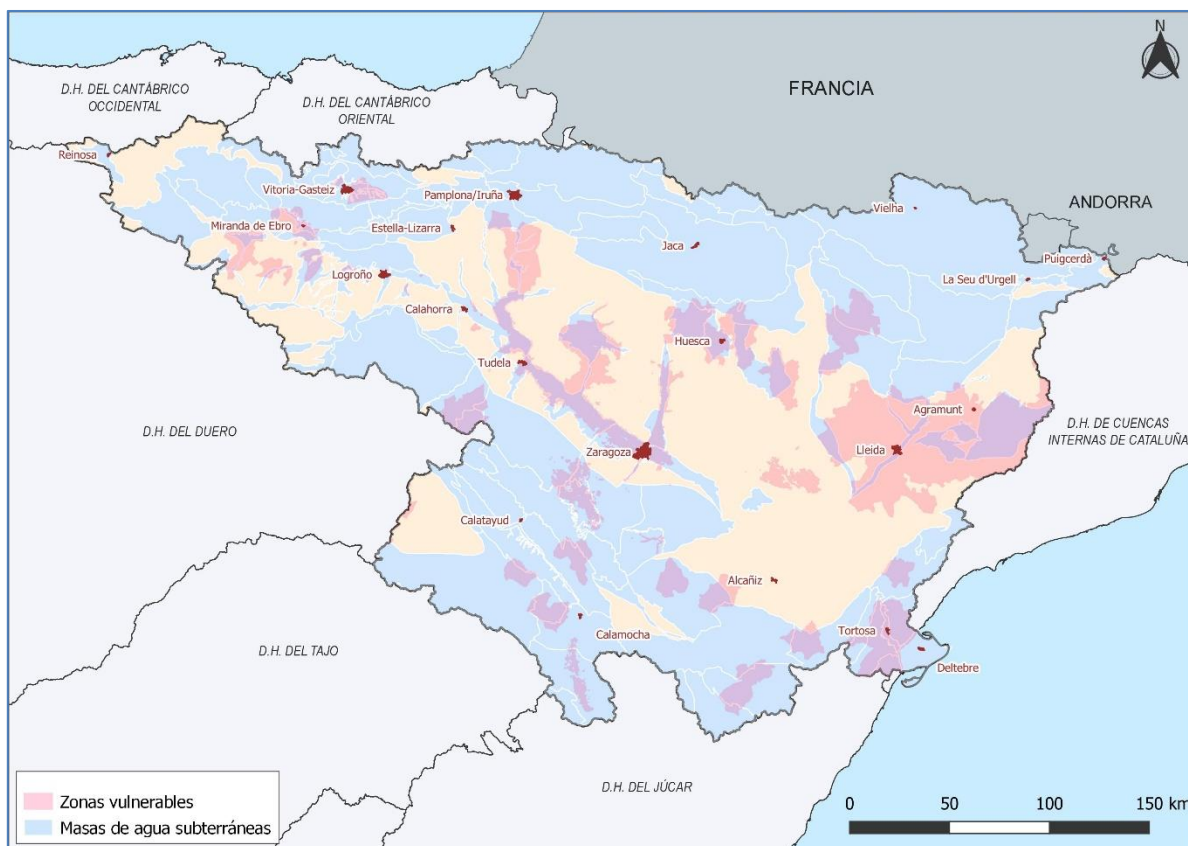 N
FRANCIA
D.H. DEL CANTÁBRICO
OCCIDENTAL
D.H. DEL CANTÁBRICO
ORIENTAL
Reinosa
Vitoria-Gasteiz
Pamplona/Iruña
Vielha
ANDORRA
Miranda de Ebro
Estella-Lizarra
Jaca
Puigcerdà
Logroño
La Seu d'Urgell
Calahorra
Huesca
Tudela
Agramunt
D.H. DEL DUERO
D.H. DE CUENCAS
INTERNAS DE CATALUÑA
Zaragoza
Lleida
Calatayud
Alcañiz
Calamocha
Tortosa
D.H. DEL TAJO
Deltebre
D.H. DEL JÚCAR
Zonas vulnerables
Masas de agua subterráneas
0 50 100 150 km